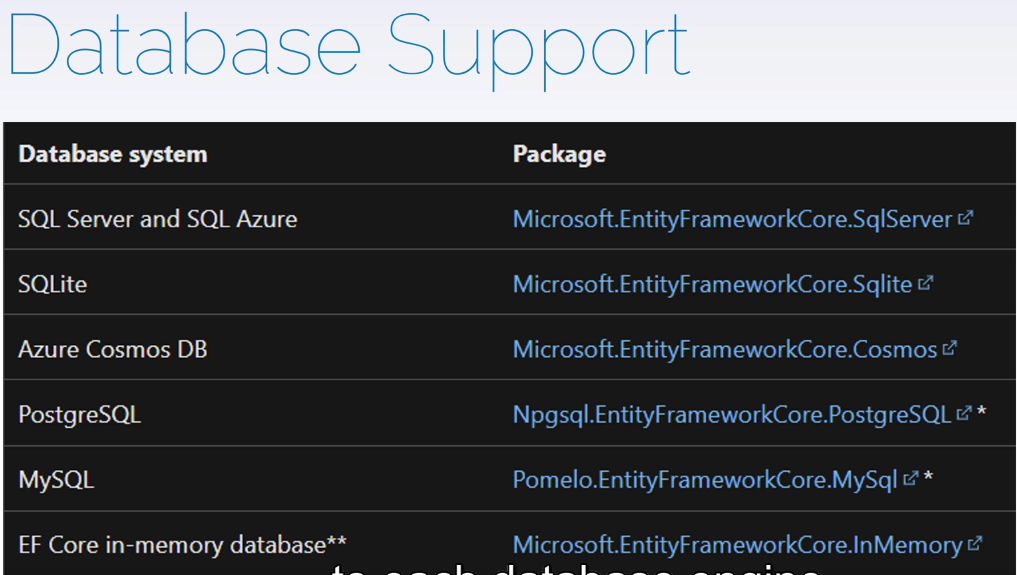 Database Support
Database system Package
SQL Server and SQL Azure Microsoft.EntityFrameworkCore.SqlServer
SQLite Microsoft.EntityFrameworkCore.Sqlite
Azure Cosmos DB Microsoft.EntityFrameworkCore.Cosmos
PostgreSQL Npgsql.EntityFrameworkCore.PostgreSQL *
MySQL Pomelo.EntityFrameworkCore.MySql *
EF Core in-memory database** Microsoft.EntityFrameworkCore.InMemory
to each database engine